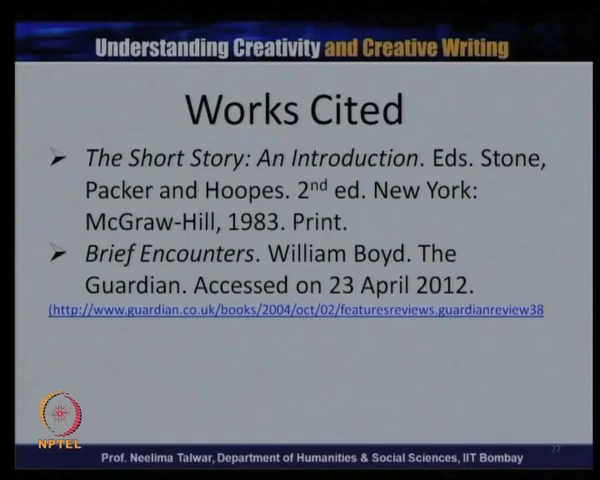 Understanding Creativity and Creative Writing
Works Cited
➢ The Short Story: An Introduction. Eds. Stone,
Packer and Hoopes. 2nd ed. New York:
McGraw-Hill, 1983. Print.
➢ Brief Encounters. William Boyd. The
Guardian. Accessed on 23 April 2012.
(http://www.guardian.co.uk/books/2004/oct/02/featuresreviews.guardianreview38
NPTEL
Prof. Neelima Talwar, Department of Humanities & Social Sciences, IIT Bombay